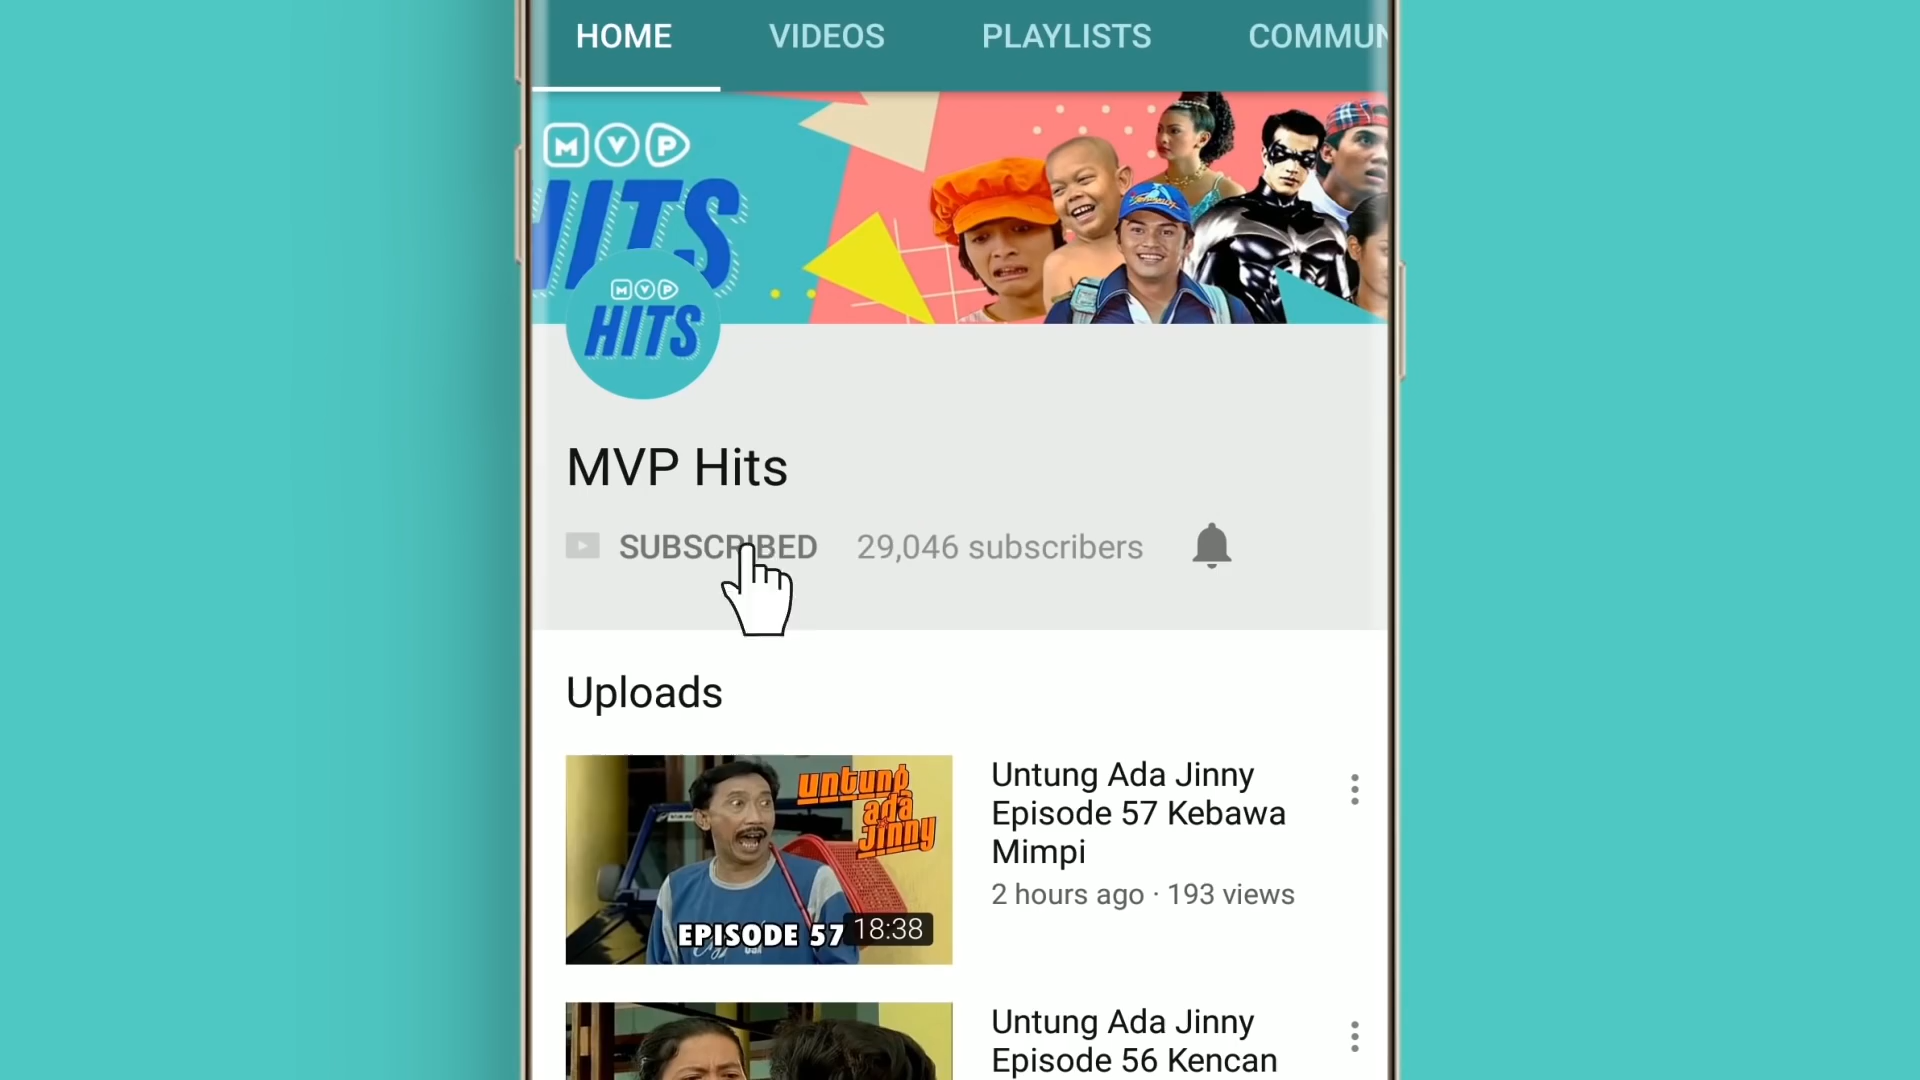 HOME VIDEOS PLAYLISTS COMMUN
MVP
HITS
MVP
HITS
MVP Hits
SUBSCRIBED 29,046 subscribers
Uploads
untung
ada
jinny
EPISODE 57 18:38
Untung Ada Jinny
Episode 57 Kebawa
Mimpi
2 hours ago · 193 views
Untung Ada Jinny
Episode 56 Kencan